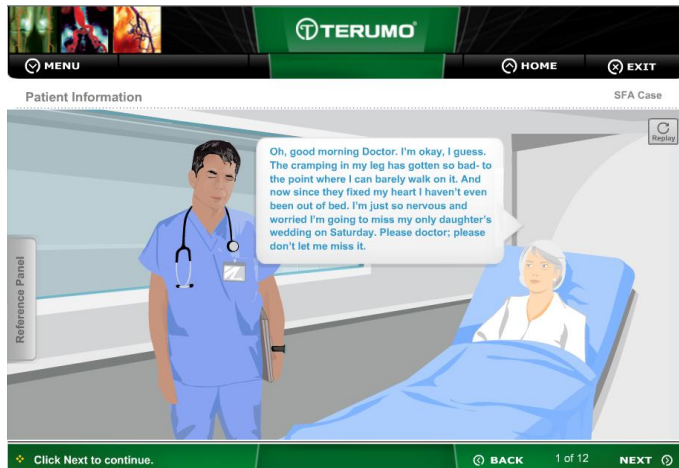 TERUMO
MENU
HOME
EXIT
Patient Information
SFA Case
Replay
Oh, good morning Doctor. I'm okay, I guess.
The cramping in my leg has gotten so bad- to
the point where I can barely walk on it. And
now since they fixed my heart I haven't even
been out of bed. I'm just so nervous and
worried I'm going to miss my only daughter's
wedding on Saturday. Please doctor; please
don't let me miss it.
Reference Panel
Click Next to continue.
BACK
1 of 12
NEXT